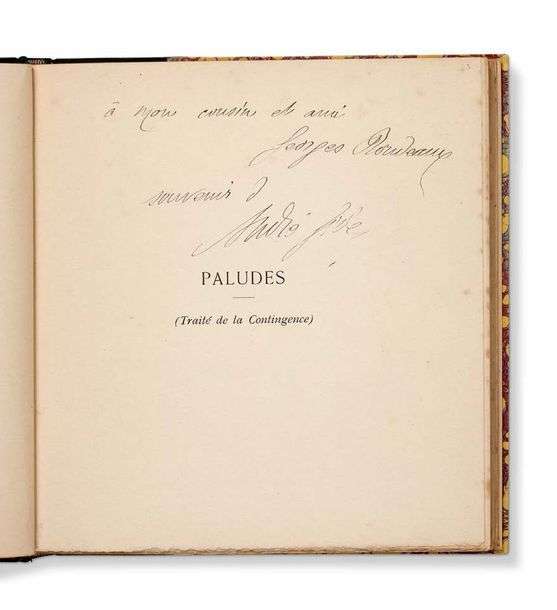 à mon cousin et ami
Georges Rondeaux
souvenir d
André Gide
PALUDES
(Traité de la Contingence)